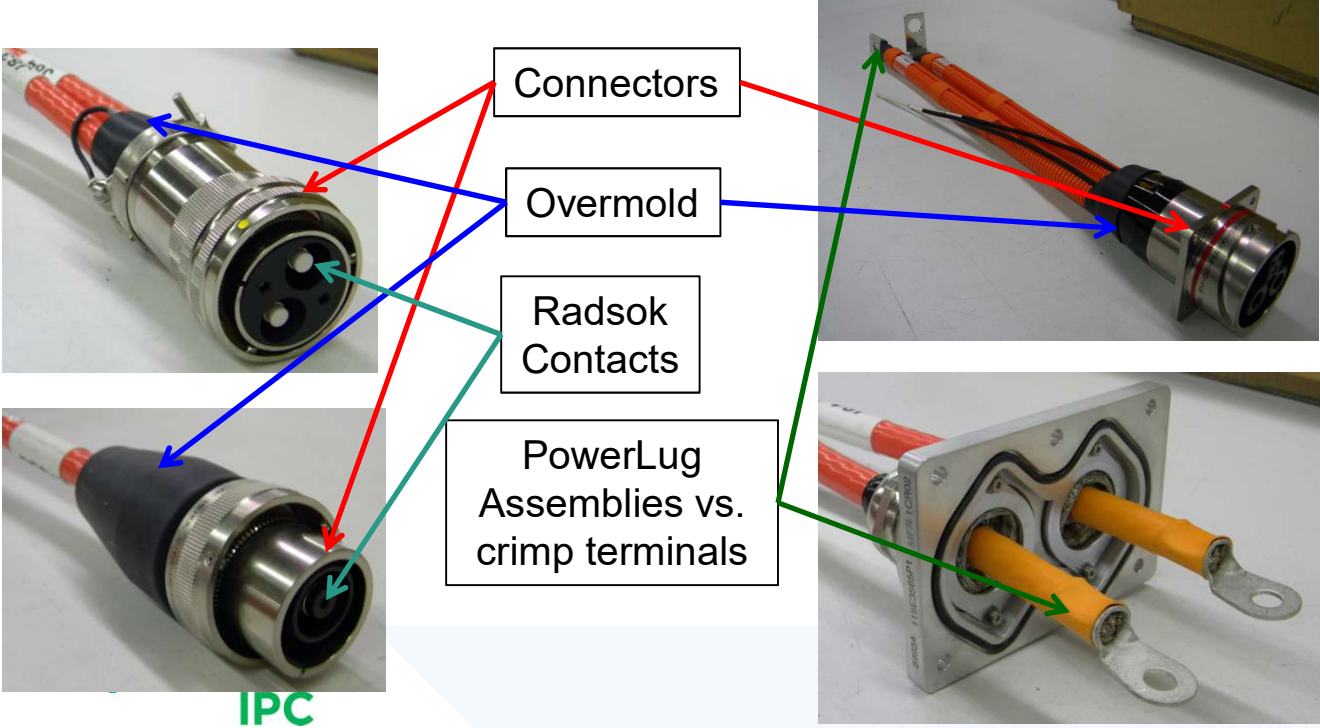 Connectors
Overmold
Radsok
Contacts
PowerLug
Assemblies vs.
crimp terminals
IPC